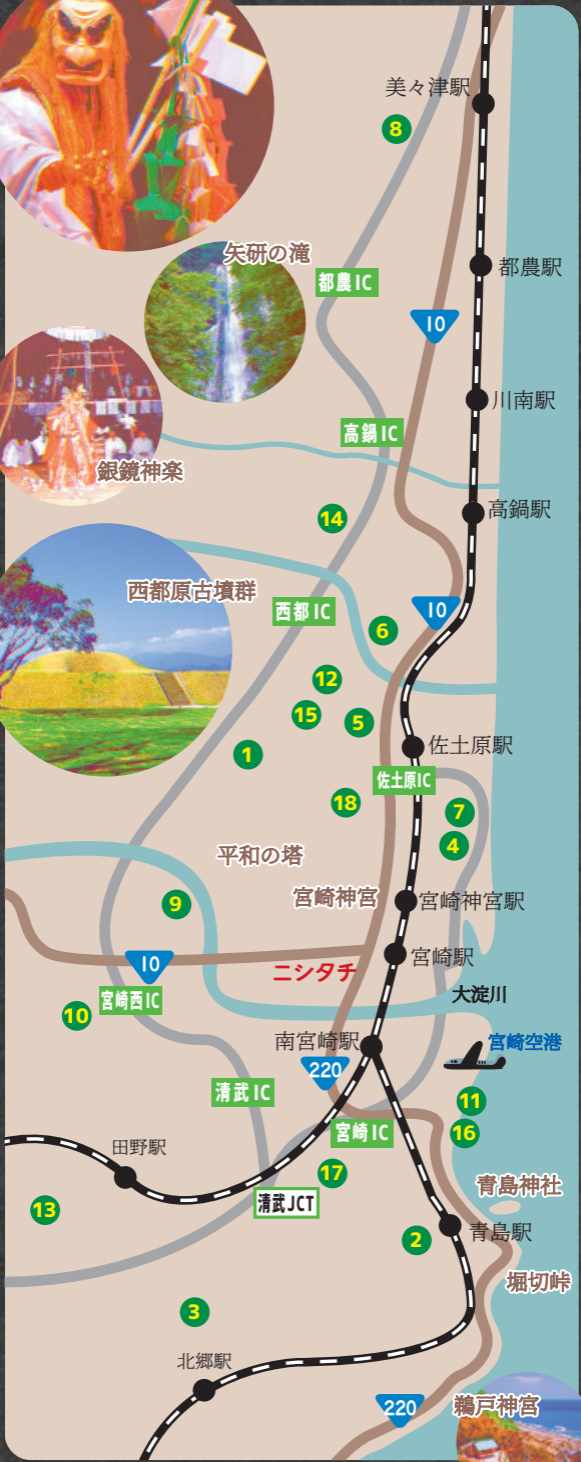 美々津駅
8
矢研の滝
都農IC
都農駅
10
川南駅
高鍋IC
銀鏡神楽
高鍋駅
14
西都原古墳群
西都IC
10
6
12
15
5
1
佐土原駅
佐土原IC
18
7
4
平和の塔
宮崎神宮
宮崎神宮駅
9
宮崎駅
10
ニシタチ
宮崎西IC
大淀川
10
南宮崎駅
宮崎空港
220
清武IC
11
宮崎IC
16
田野駅
17
青島神社
清武JCT
13
青島駅
2
堀切峠
3
北郷駅
鵜戸神宮
220